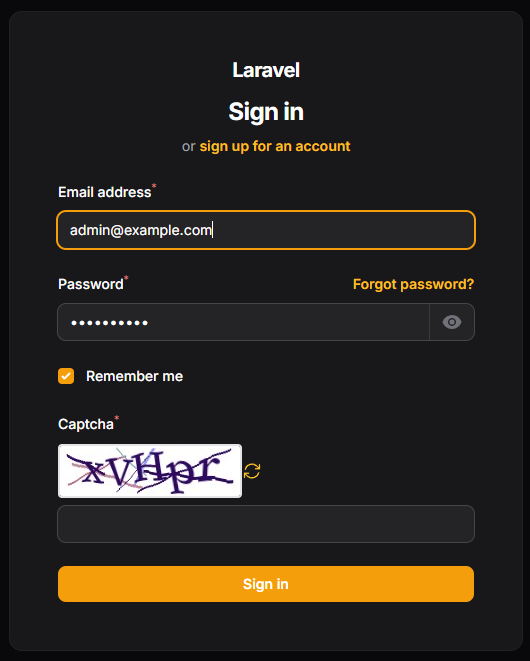 Laravel
Sign in
or sign up for an account
Email address*
admin@example.com
Password*
Forgot password?
••••••••••
Remember me
Captcha*
Sign in